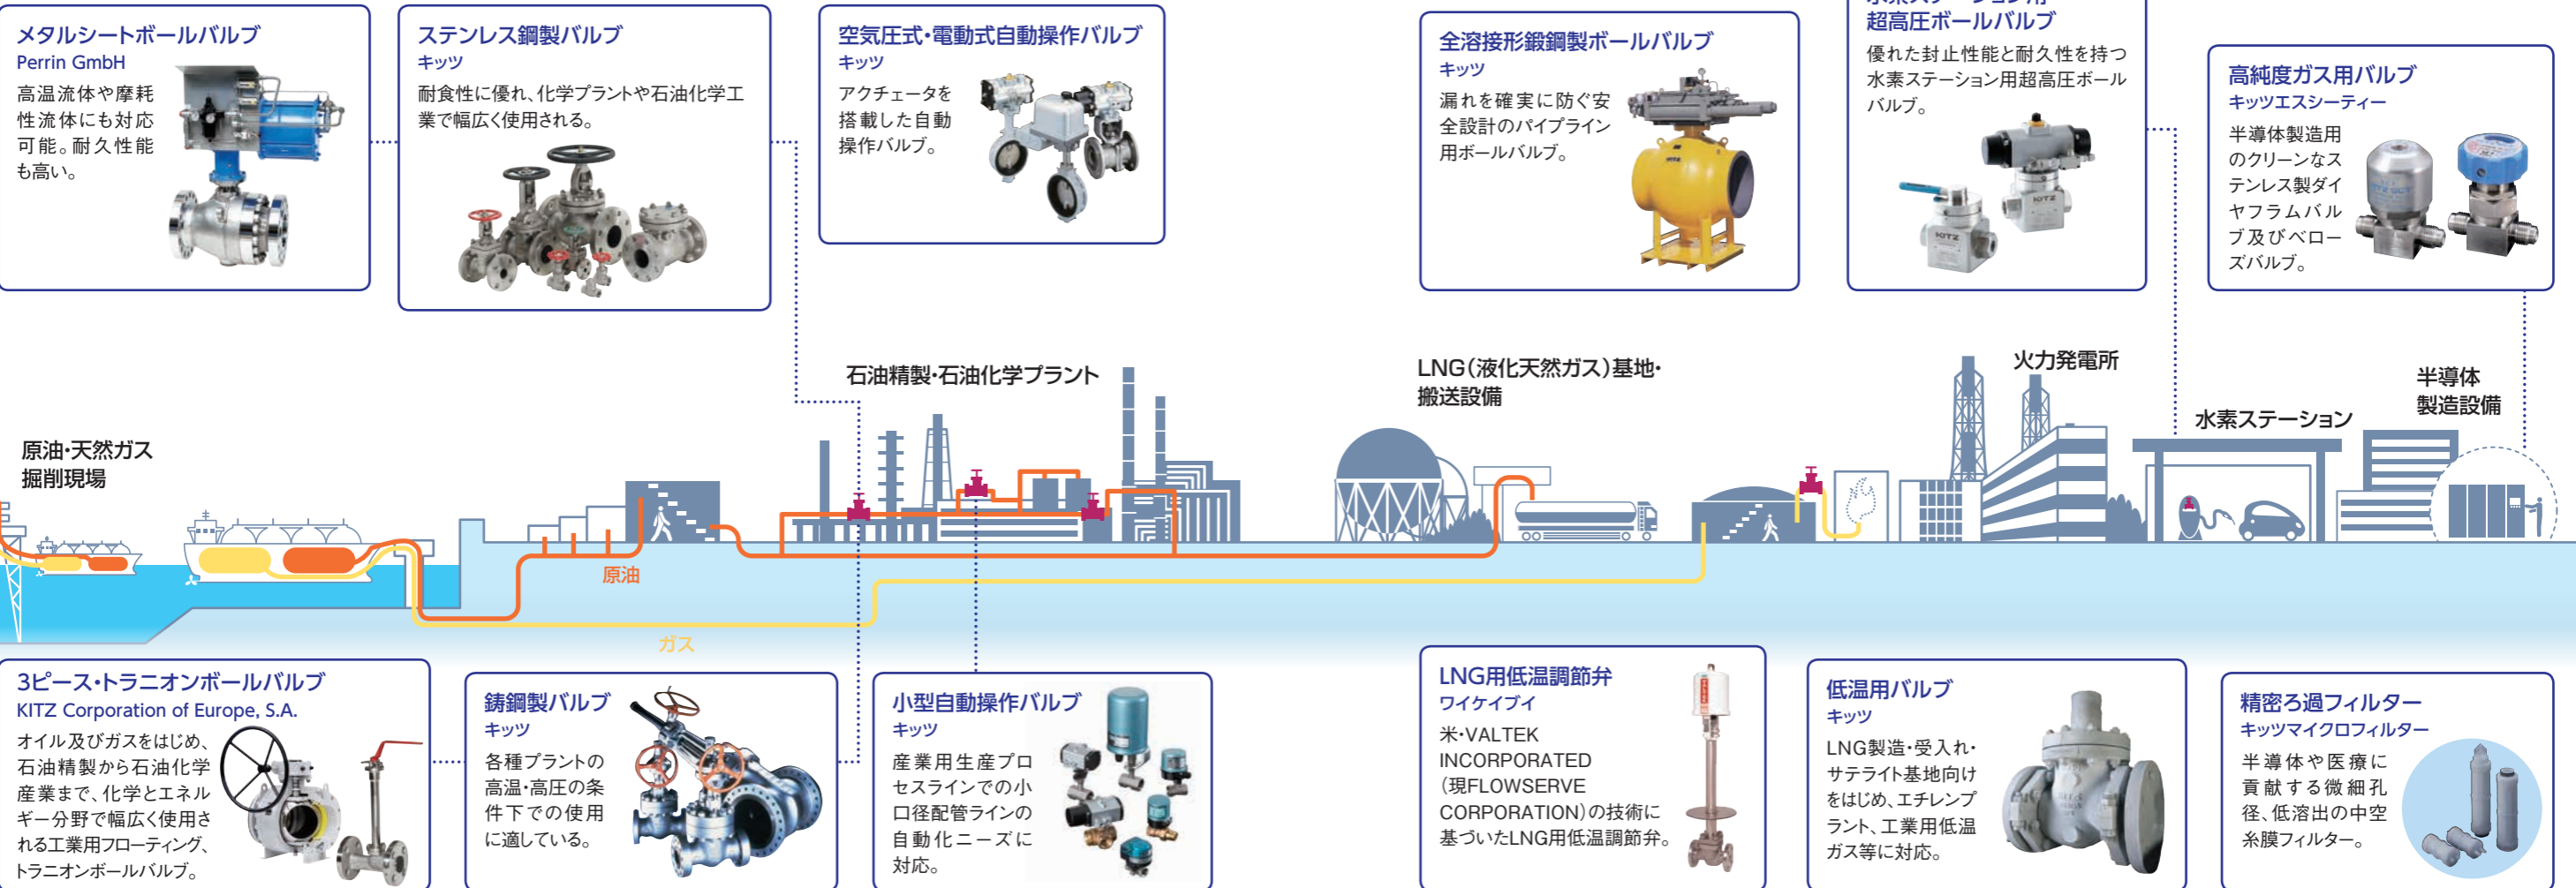 メタルシートボールバルブ
Perrin GmbH
高温流体や摩耗
性流体にも対応
可能。耐久性能
も高い。
ステンレス鋼製バルブ
キッツ
耐食性に優れ、化学プラントや石油化学工
業で幅広く使用される。
空気圧式・電動式自動操作バルブ
キッツ
アクチェータを
搭載した自動
操作バルブ。
全溶接形鍛鋼製ボールバルブ
キッツ
漏れを確実に防ぐ安
全設計のパイプライン
用ボールバルブ。
水素ステーション用
超高圧ボールバルブ
優れた封止性能と耐久性を持つ
水素ステーション用超高圧ボール
バルブ。
KITZ
KITZ
高純度ガス用バルブ
キッツエスシーティー
半導体製造用
のクリーンなス
テンレス製ダイ
ヤフラムバル
ブ及びベロー
ズバルブ。
原油・天然ガス
掘削現場
石油精製・石油化学プラント
LNG（液化天然ガス）基地・
搬送設備
火力発電所
水素ステーション
半導体
製造設備
原油
ガス
3ピース・トラニオンボールバルブ
KITZ Corporation of Europe, S.A.
オイル及びガスをはじめ、
石油精製から石油化学
産業まで、化学とエネル
ギー分野で幅広く使用さ
れる工業用フローティング、
トラニオンボールバルブ。
鋳鋼製バルブ
キッツ
各種プラントの
高温・高圧の条
件下での使用
に適している。
小型自動操作バルブ
キッツ
産業用生産プロ
セスラインでの小
口径配管ラインの
自動化ニーズに
対応。
LNG用低温調節弁
ワイケイブイ
米・VALTEK
INCORPORATED
（現FLOWSERVE
CORPORATION）の技術に
基づいたLNG用低温調節弁。
低温用バルブ
キッツ
LNG製造・受入れ・
サテライト基地向け
をはじめ、エチレンプ
ラント、工業用低温
ガス等に対応。
精密ろ過フィルター
キッツマイクロフィルター
半導体や医療に
貢献する微細孔
径、低溶出の中空
糸膜フィルター。